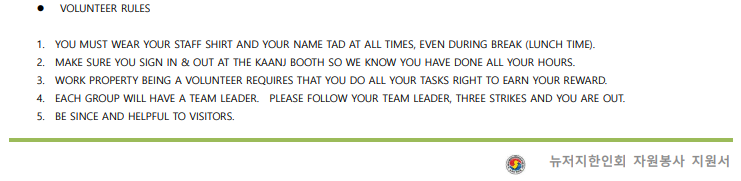 ● VOLUNTEER RULES
1. YOU MUST WEAR YOUR STAFF SHIRT AND YOUR NAME TAD AT ALL TIMES, EVEN DURING BREAK (LUNCH TIME).
2. MAKE SURE YOU SIGN IN & OUT AT THE KAANJ BOOTH SO WE KNOW YOU HAVE DONE ALL YOUR HOURS.
3. WORK PROPERTY BEING A VOLUNTEER REQUIRES THAT YOU DO ALL YOUR TASKS RIGHT TO EARN YOUR REWARD.
4. EACH GROUP WILL HAVE A TEAM LEADER. PLEASE FOLLOW YOUR TEAM LEADER, THREE STRIKES AND YOU ARE OUT.
5. BE SINCE AND HELPFUL TO VISITORS.
뉴저지한인회 자원봉사 지원서